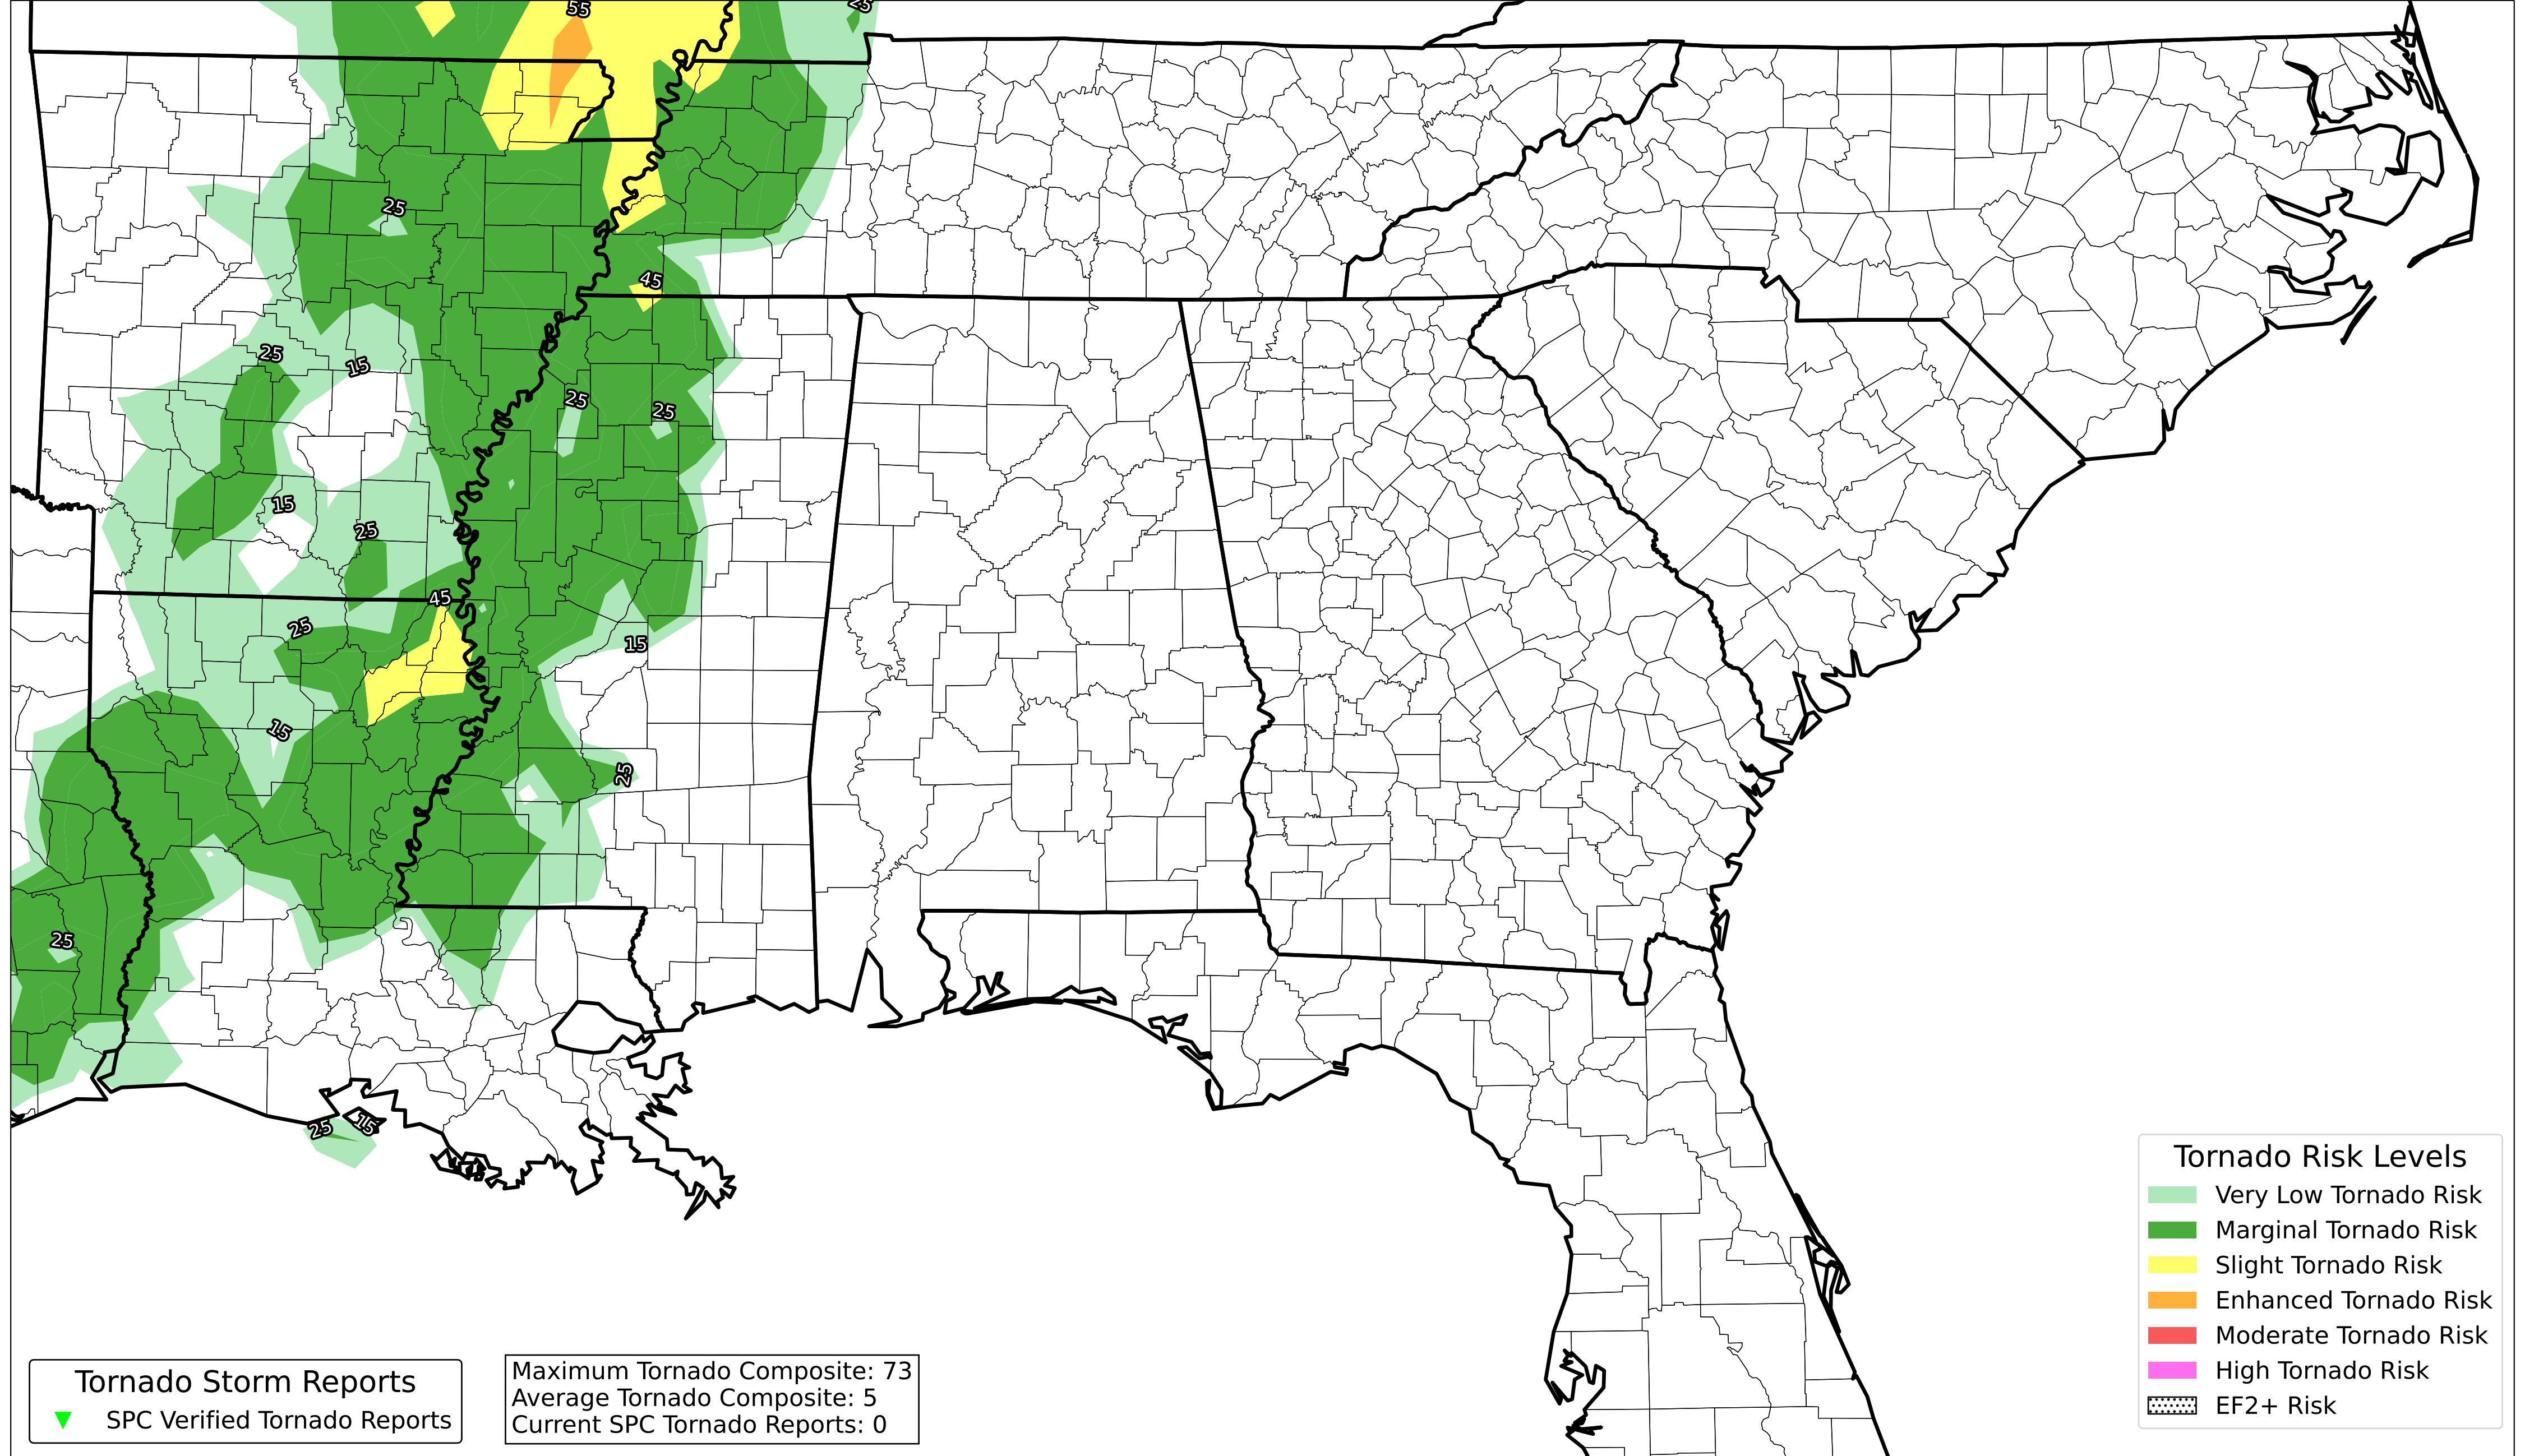 55
25
25
45
25
15
25
25
15
25
45
25
15
15
25
25
25
15
Tornado Risk Levels
Very Low Tornado Risk
Marginal Tornado Risk
Slight Tornado Risk
Enhanced Tornado Risk
Moderate Tornado Risk
High Tornado Risk
EF2+ Risk
Tornado Storm Reports
SPC Verified Tornado Reports
Maximum Tornado Composite: 73
Average Tornado Composite: 5
Current SPC Tornado Reports: 0